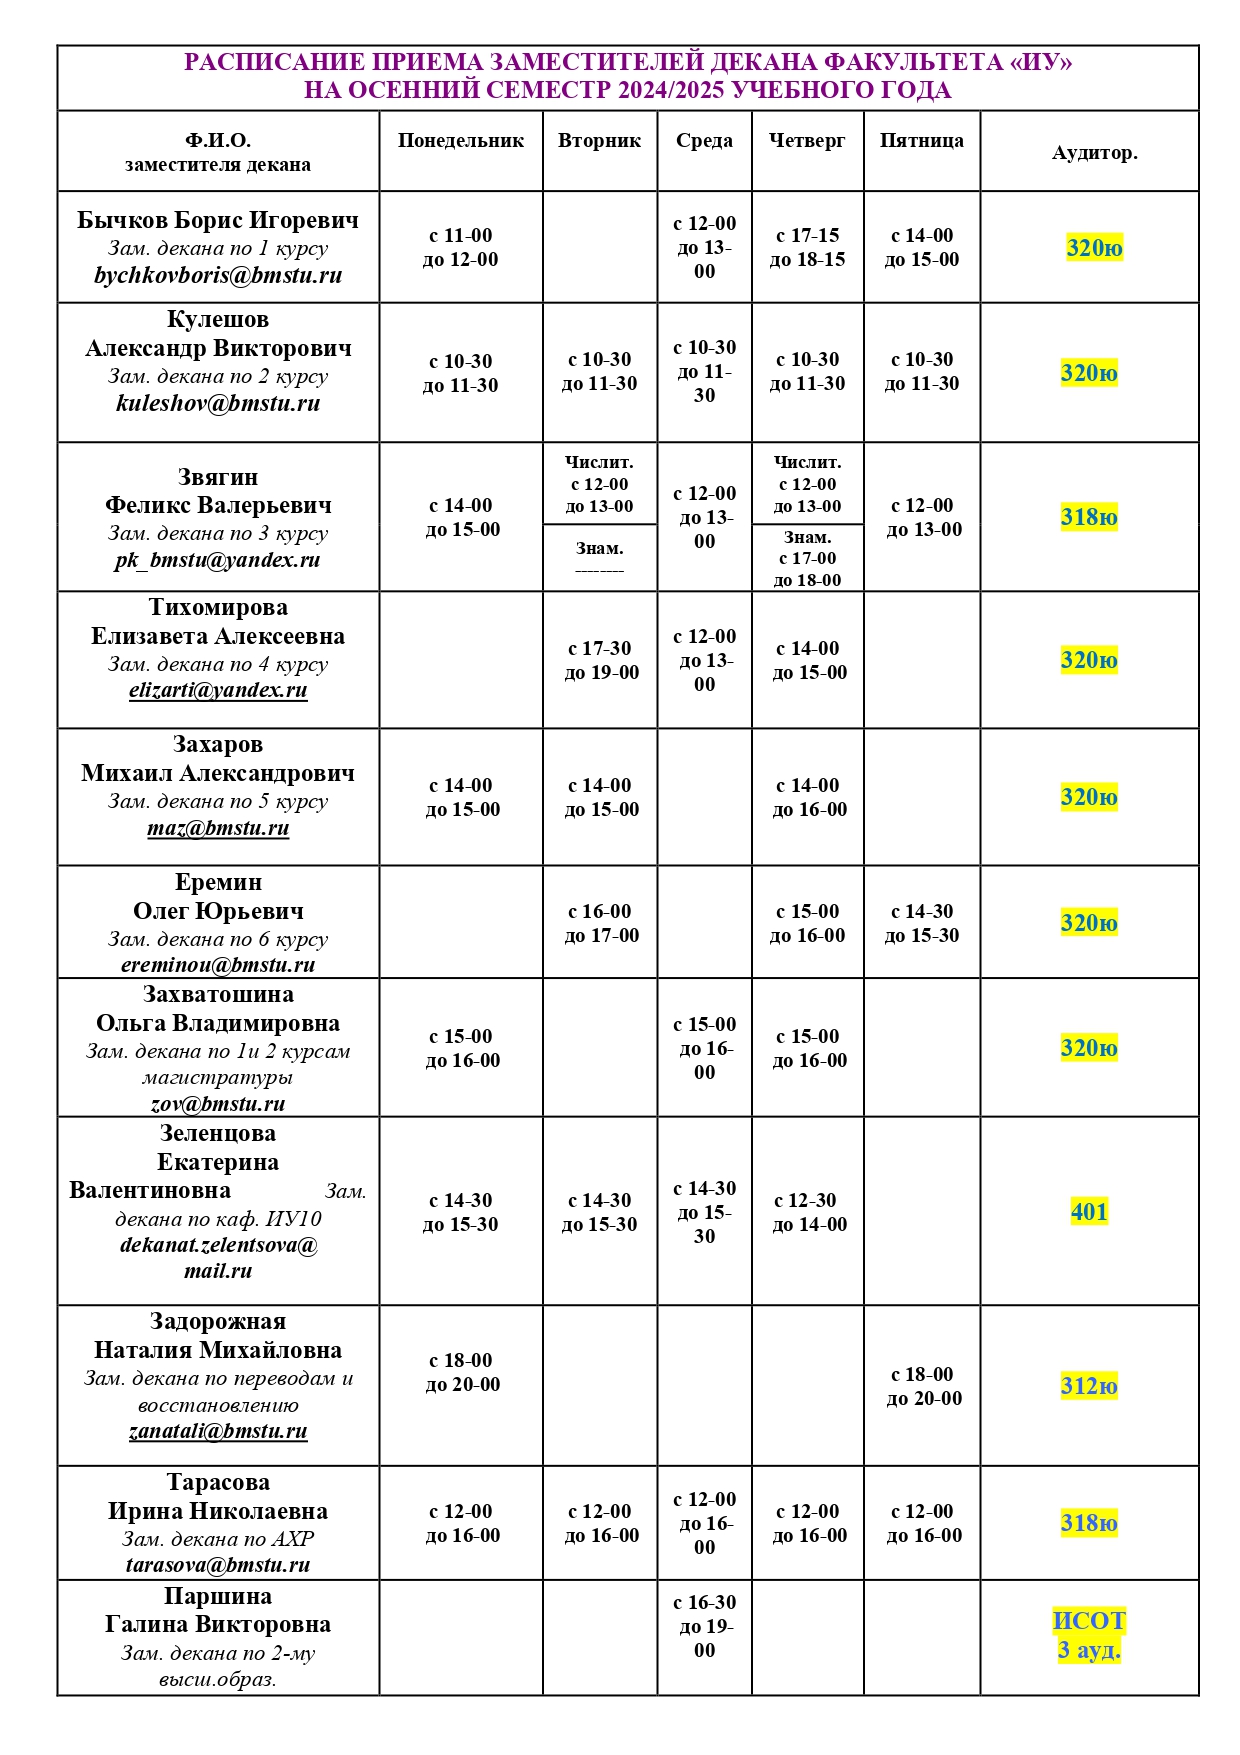 РАСПИСАНИЕ ПРИЕМА ЗАМЕСТИТЕЛЕЙ ДЕКАНА ФАКУЛЬТЕТА «ИУ»
НА ОСЕННИЙ СЕМЕСТР 2024/2025 УЧЕБНОГО ГОДА
Ф.И.О.
заместителя декана
Понедельник
Вторник
Среда
Четверг
Пятница
Аудитор.
Бычков Борис Игоревич
Зам. декана по 1 курсу
bychkovboris@bmstu.ru
с 11-00
до 12-00
с 12-00
до 13-
00
с 17-15
до 18-15
с 14-00
до 15-00
320ю
Кулешов
Александр Викторович
Зам. декана по 2 курсу
kuleshov@bmstu.ru
с 10-30
до 11-30
с 10-30
до 11-30
с 10-30
до 11-
30
с 10-30
до 11-30
с 10-30
до 11-30
320ю
Звягин
Феликс Валерьевич
Зам. декана по 3 курсу
pk_bmstu@yandex.ru
с 14-00
до 15-00
Числит.
с 12-00
до 13-00
Знам.
--------
с 12-00
до 13-
00
Числит.
с 12-00
до 13-00
Знам.
с 17-00
до 18-00
с 12-00
до 13-00
318ю
Тихомирова
Елизавета Алексеевна
Зам. декана по 4 курсу
elizarti@yandex.ru
с 17-30
до 19-00
с 12-00
до 13-
00
с 14-00
до 15-00
320ю
Захаров
Михаил Александрович
Зам. декана по 5 курсу
maz@bmstu.ru
с 14-00
до 15-00
с 14-00
до 15-00
с 14-00
до 16-00
320ю
Еремин
Олег Юрьевич
Зам. декана по 6 курсу
ereminou@bmstu.ru
с 16-00
до 17-00
с 15-00
до 16-00
с 14-30
до 15-30
320ю
Захватошина
Ольга Владимировна
Зам. декана по 1и 2 курсам
магистратуры
zov@bmstu.ru
с 15-00
до 16-00
с 15-00
до 16-
00
с 15-00
до 16-00
320ю
Зеленцова
Екатерина
Валентиновна Зам.
декана по каф. ИУ10
dekanat.zelentsova@
mail.ru
с 14-30
до 15-30
с 14-30
до 15-30
с 14-30
до 15-
30
с 12-30
до 14-00
401
Задорожная
Наталия Михайловна
Зам. декана по переводам и
восстановлению
zanatali@bmstu.ru
с 18-00
до 20-00
с 18-00
до 20-00
312ю
Тарасова
Ирина Николаевна
Зам. декана по АХР
tarasova@bmstu.ru
с 12-00
до 16-00
с 12-00
до 16-00
с 12-00
до 16-
00
с 12-00
до 16-00
с 12-00
до 16-00
318ю
Паршина
Галина Викторовна
Зам. декана по 2-му
высш.образ.
с 16-30
до 19-
00
ИСОТ
3 ауд.